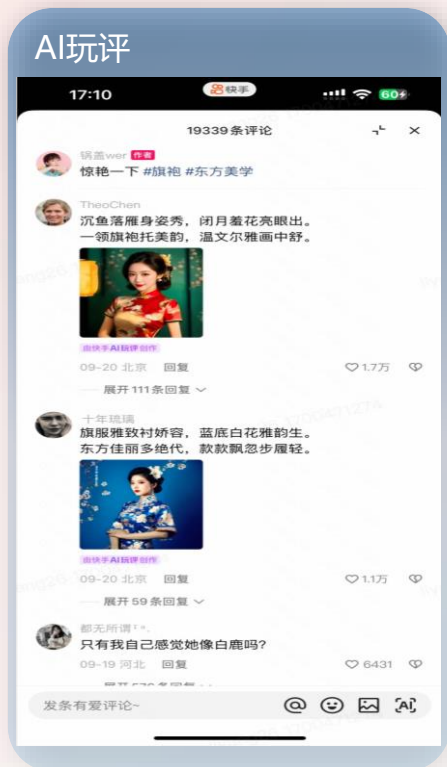 AI玩评
17:10
快手
60
19339条评论
锅盖wer 作者
惊艳一下 #旗袍 #东方美学
TheoChen
沉鱼落雁身姿秀，闭月羞花亮眼出。
一领旗袍托美韵，温文尔雅画中舒。
由快手AI玩评创作
09-20 北京 回复
1.7万
展开111条回复
十年琉璃
旗服雅致衬娇容，蓝底白花雅韵生。
东方佳丽多绝代，款款飘忽步履轻。
由快手AI玩评创作
09-20 北京 回复
1.1万
展开59条回复
都无所谓
只有我自己感觉她像白鹿吗?
09-19 河北 回复
6431
发条有爱评论~
AI